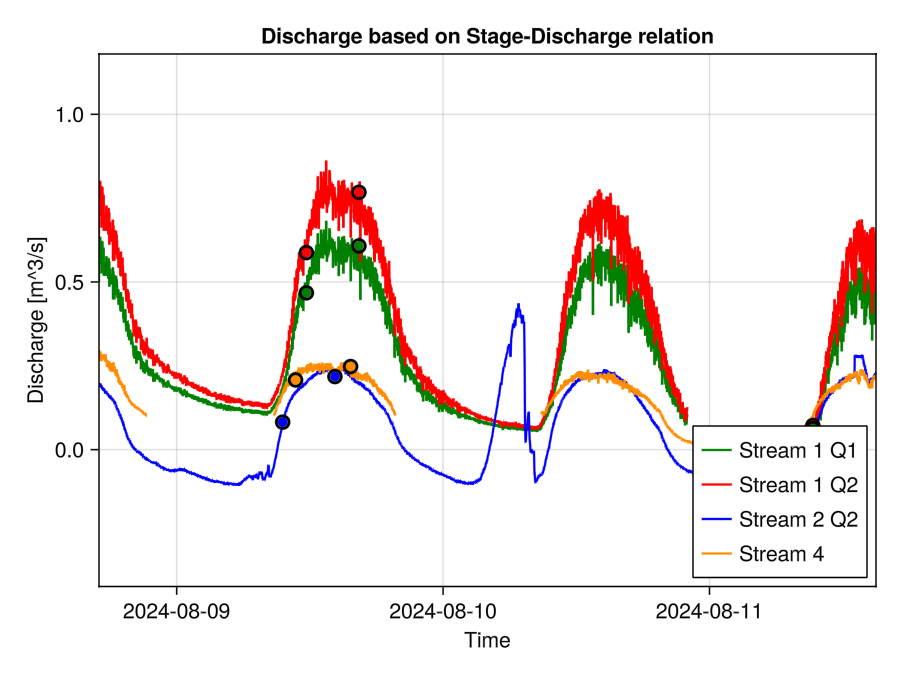 Discharge based on Stage-Discharge relation
Discharge [m^3/s]
1.0
0.5
0.0
Stream 1 Q1
Stream 1 Q2
Stream 2 Q2
Stream 4
2024-08-09
2024-08-10
2024-08-11
Time